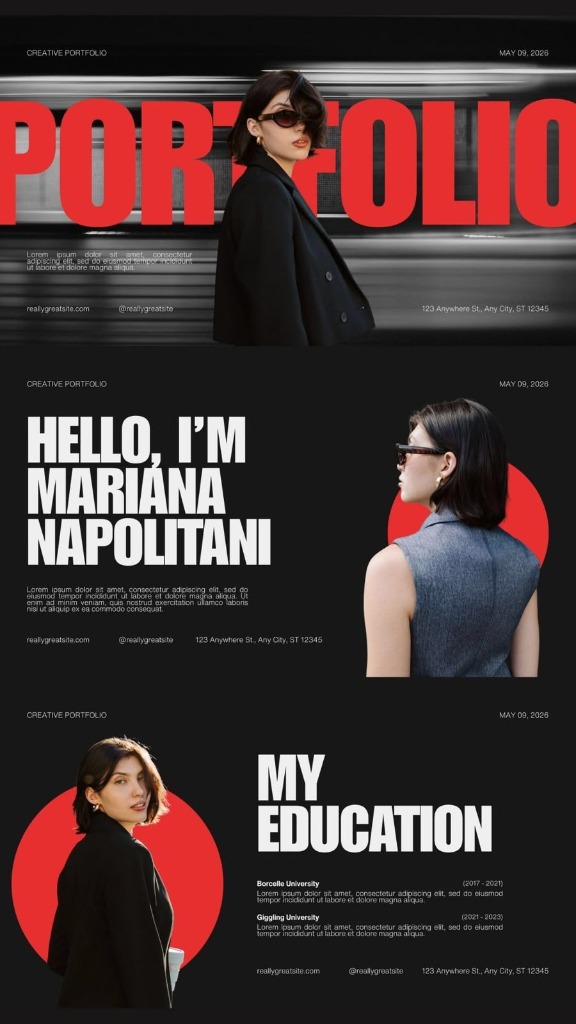 CREATIVE PORTFOLIO
MAY 09, 2026
PORTFOLIO
Lorem ipsum dolor sit amet, consectetur
adipiscing elit, sed do eiusmod tempor incididunt
ut labore et dolore magna aliqua.
reallygreatsite.com
@reallygreatsite
123 Anywhere St., Any City, ST 12345
CREATIVE PORTFOLIO
MAY 09, 2026
HELLO, I'M
MARIANA
NAPOLITANI
Lorem ipsum dolor sit amet, consectetur adipiscing elit, sed do
eiusmod tempor incididunt ut labore et dolore magna aliqua. Ut
enim ad minim veniam, quis nostrud exercitation ullamco laboris
nisi ut aliquip ex ea commodo consequat.
reallygreatsite.com
@reallygreatsite
123 Anywhere St., Any City, ST 12345
CREATIVE PORTFOLIO
MAY 09, 2026
MY
EDUCATION
Borcelle University
(2017 - 2021)
Lorem ipsum dolor sit amet, consectetur adipiscing elit, sed do eiusmod
tempor incididunt ut labore et dolore magna aliqua.
Giggling University
(2021 - 2023)
Lorem ipsum dolor sit amet, consectetur adipiscing elit, sed do eiusmod
tempor incididunt ut labore et dolore magna aliqua.
reallygreatsite.com
@reallygreatsite
123 Anywhere St., Any City, ST 12345